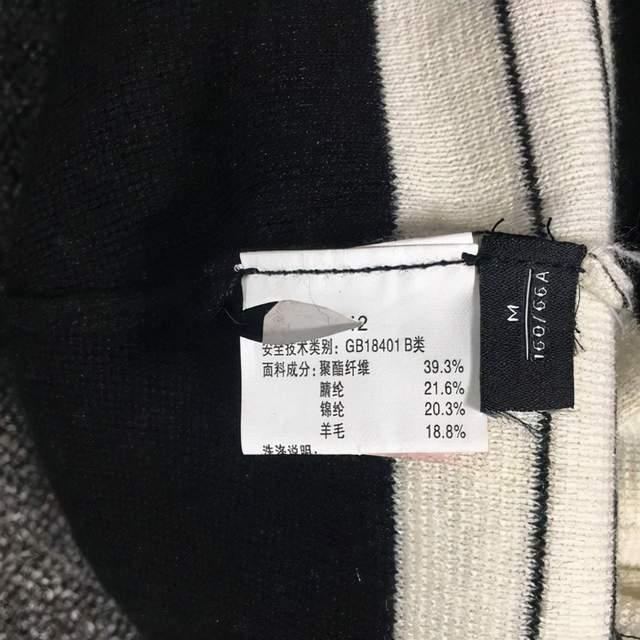 2
安全技术类别: GB18401 B类
面料成分: 聚酯纤维 39.3%
腈纶 21.6%
锦纶 20.3%
羊毛 18.8%
洗涤说明:
M
160/66A